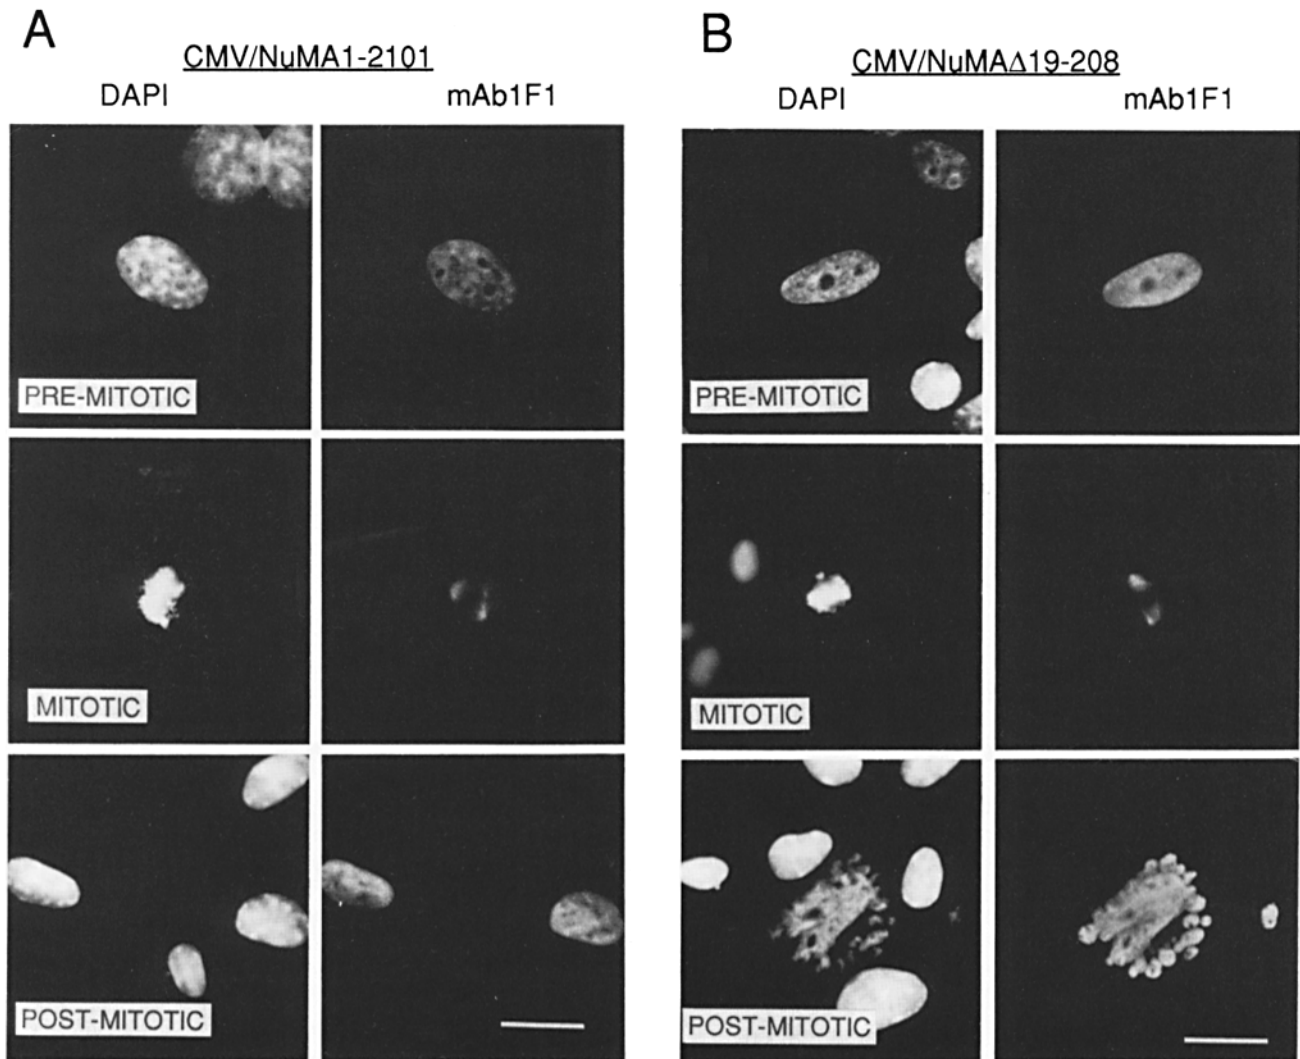 A
CMV/NuMA1-2101
DAPI mAb1F1
PRE-MITOTIC
MITOTIC
POST-MITOTIC
B
CMV/NuMAΔ19-208
DAPI mAb1F1
PRE-MITOTIC
MITOTIC
POST-MITOTIC